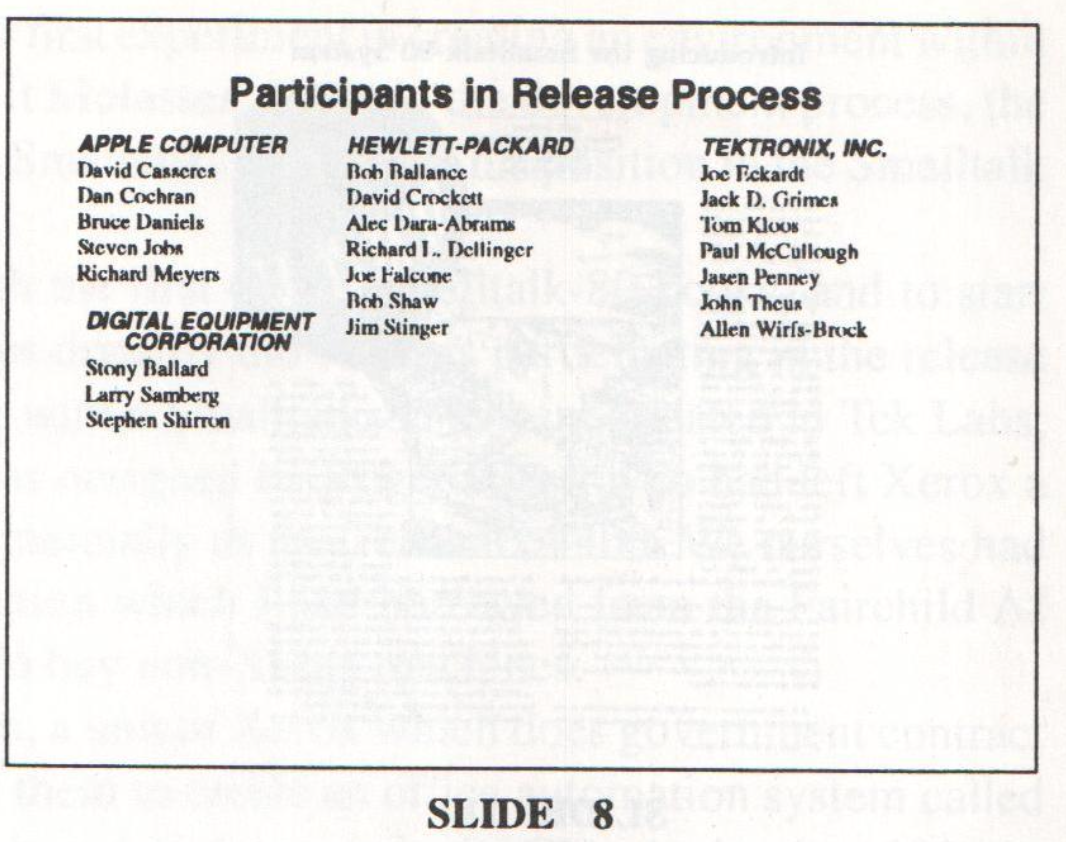 Participants in Release Process
APPLE COMPUTER
David Casseres
Dan Cochran
Bruce Daniels
Steven Jobs
Richard Meyers
DIGITAL EQUIPMENT
CORPORATION
Stony Ballard
Larry Samberg
Stephen Shirron
HEWLETT-PACKARD
Bob Ballance
David Crockett
Alec Dara-Abrams
Richard L. Dellinger
Joe Falcone
Bob Shaw
Jim Stinger
TEKTRONIX, INC.
Joe Eckardt
Jack D. Grimes
Tom Kloos
Paul McCullough
Jasen Penney
John Theus
Allen Wirfs-Brock
SLIDE 8